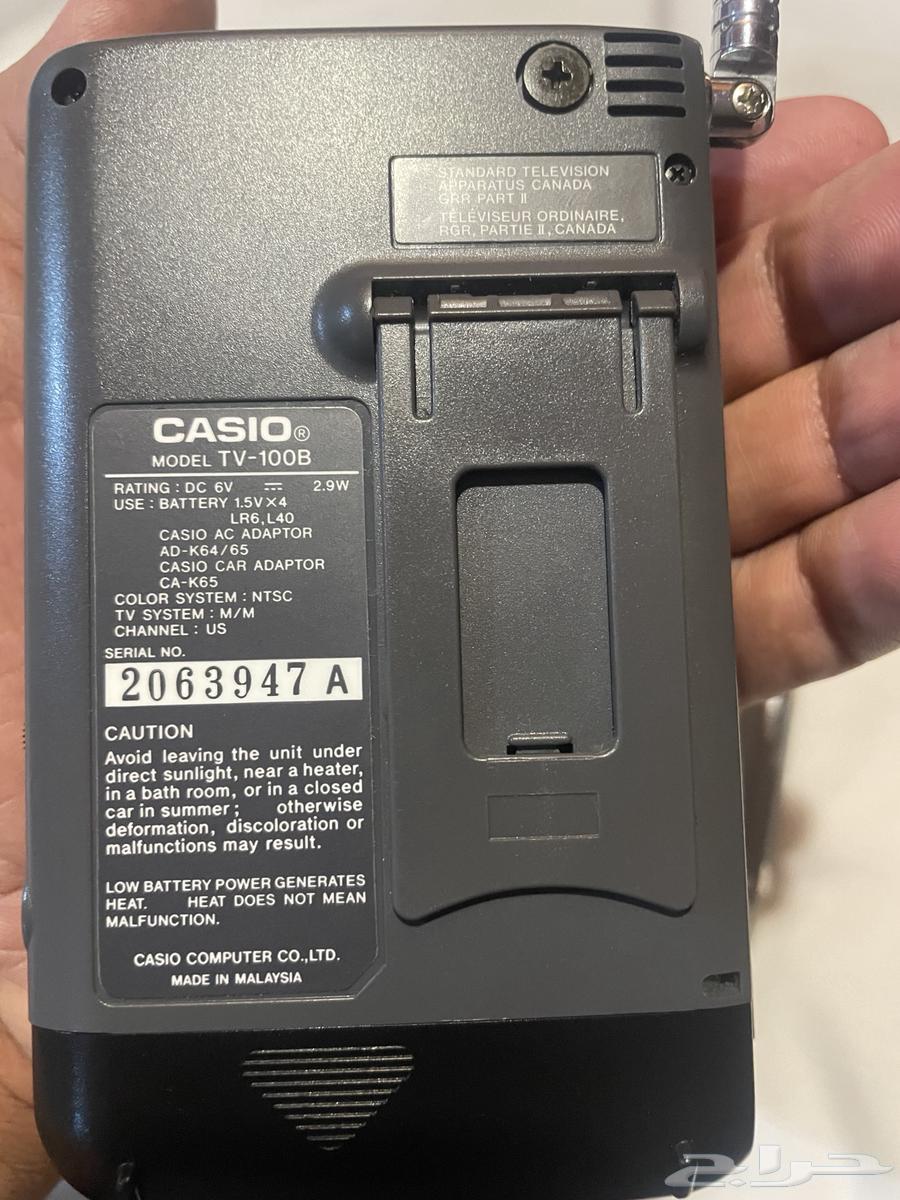 STANDARD TELEVISION
APPARATUS CANADA
GRR PART II
TÉLÉVISEUR ORDINAIRE,
RGR, PARTIE II, CANADA
CASIO®
MODEL TV-100B
RATING : DC 6V ⎓ 2.9W
USE : BATTERY 1.5V×4
LR6, L40
CASIO AC ADAPTOR
AD-K64/65
CASIO CAR ADAPTOR
CA-K65
COLOR SYSTEM : NTSC
TV SYSTEM : M/M
CHANNEL : US
SERIAL NO.
2063947 A
CAUTION
Avoid leaving the unit under
direct sunlight, near a heater,
in a bath room, or in a closed
car in summer ; otherwise
deformation, discoloration or
malfunctions may result.
LOW BATTERY POWER GENERATES
HEAT. HEAT DOES NOT MEAN
MALFUNCTION.
CASIO COMPUTER CO.,LTD.
MADE IN MALAYSIA
حراج